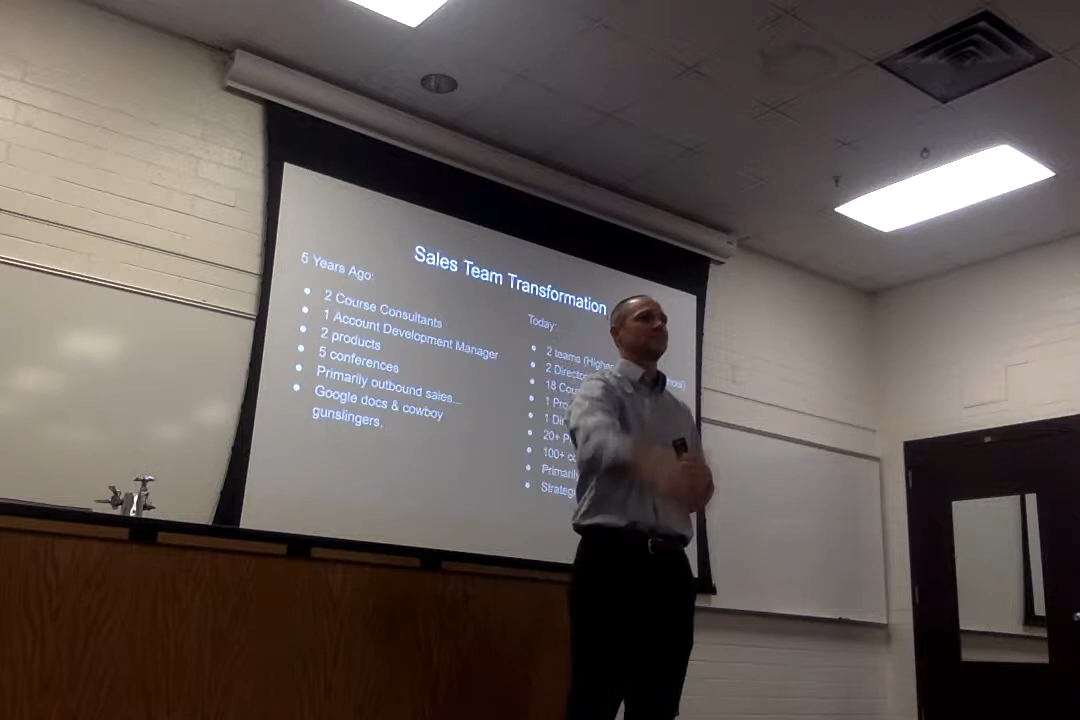 Sales Team Transformation
5 Years Ago:
2 Course Consultants
1 Account Development Manager
2 products
5 conferences
Primarily outbound sales...
Google docs & cowboy
gunslingers.
Today:
2 teams
2
18
1
1
20+
100+
Primarily